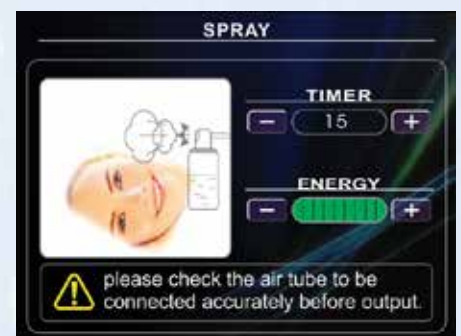 SPRAY
TIMER
− 15 +
ENERGY
− +
please check the air tube to be
connected accurately before output.